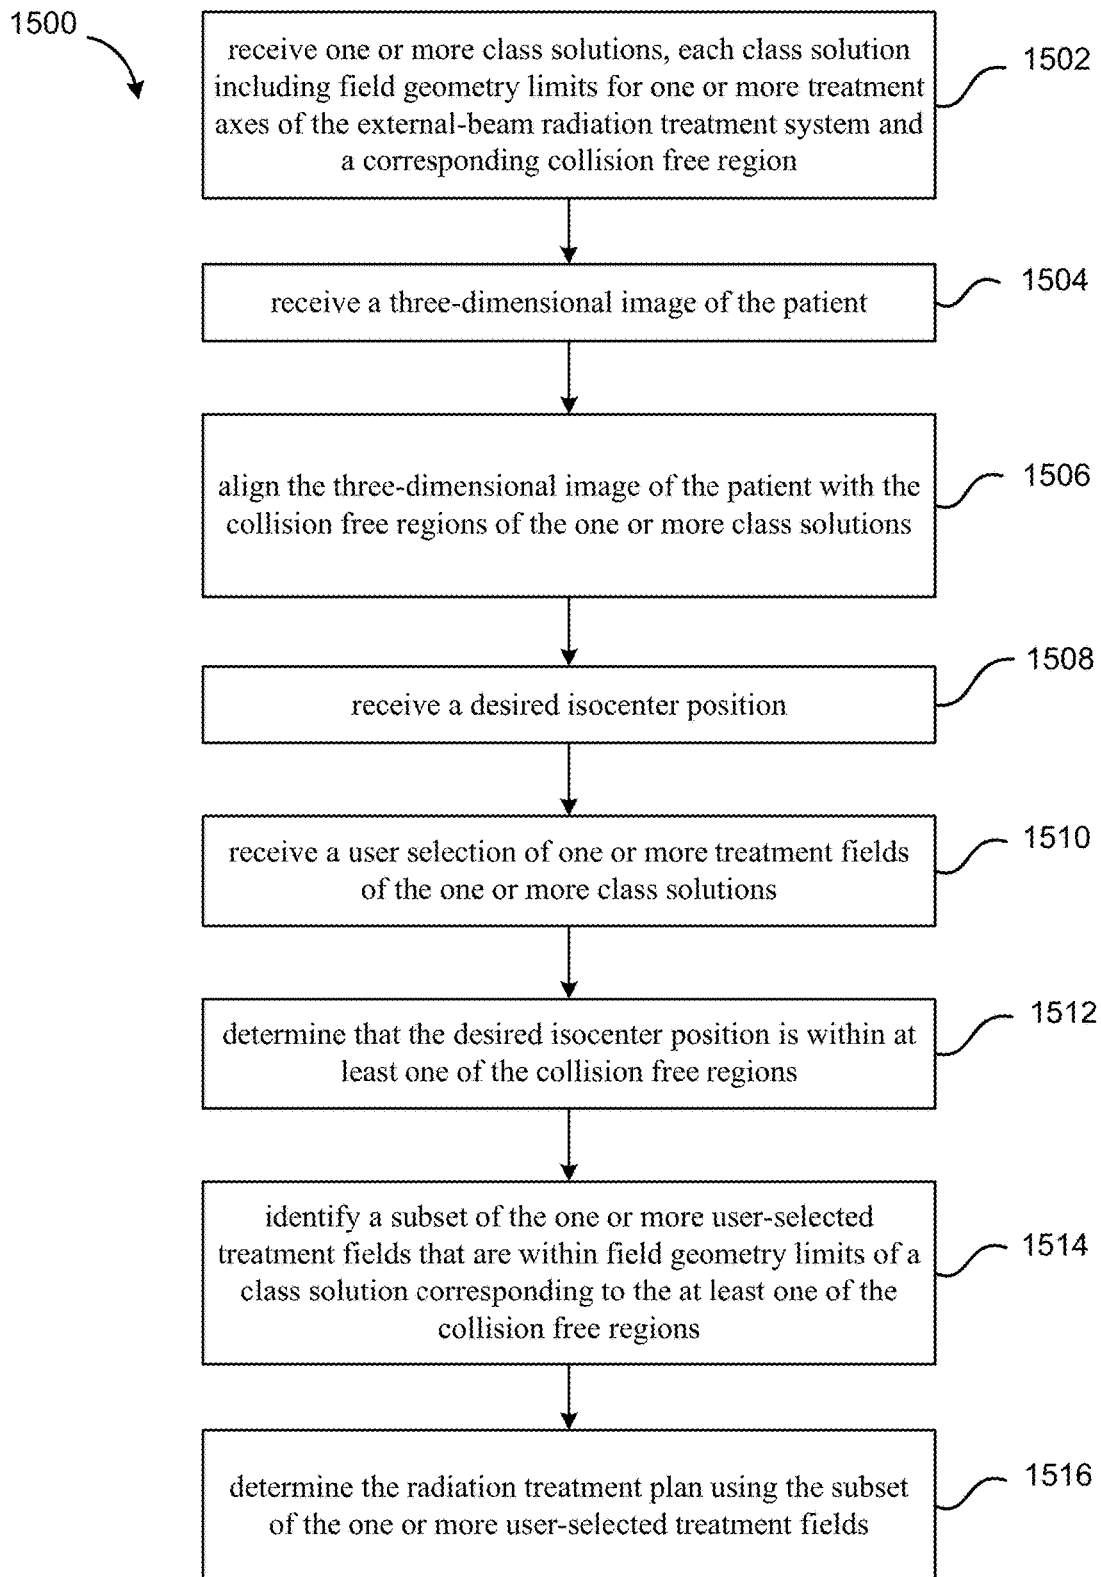 1500
receive one or more class solutions, each class solution
including field geometry limits for one or more treatment
axes of the external-beam radiation treatment system and
a corresponding collision free region
1502
receive a three-dimensional image of the patient
1504
align the three-dimensional image of the patient with the
collision free regions of the one or more class solutions
1506
receive a desired isocenter position
1508
receive a user selection of one or more treatment fields
of the one or more class solutions
1510
determine that the desired isocenter position is within at
least one of the collision free regions
1512
identify a subset of the one or more user-selected
treatment fields that are within field geometry limits of a
class solution corresponding to the at least one of the
collision free regions
1514
determine the radiation treatment plan using the subset
of the one or more user-selected treatment fields
1516